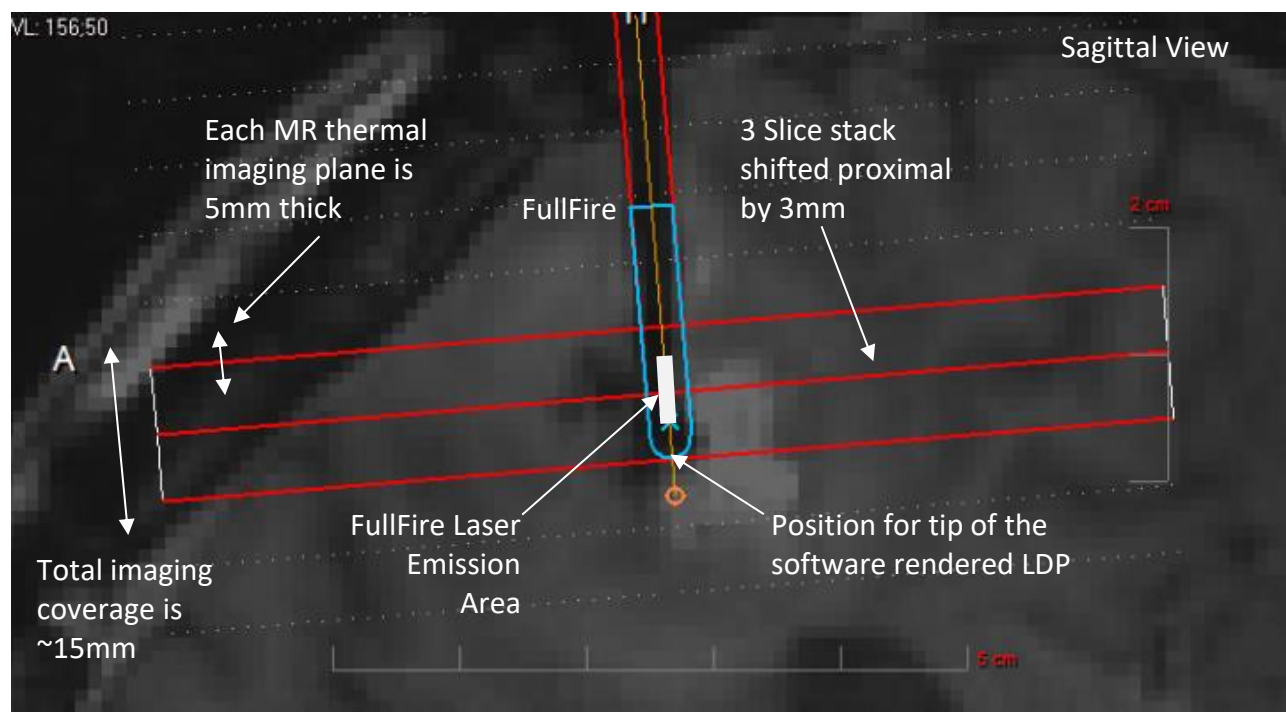 VL: 156;50
Sagittal View
Each MR thermal
imaging plane is
5mm thick
3 Slice stack
shifted proximal
by 3mm
FullFire
2 cm
A
FullFire Laser
Emission
Area
Position for tip of the
software rendered LDP
Total imaging
coverage is
~15mm
5 cm